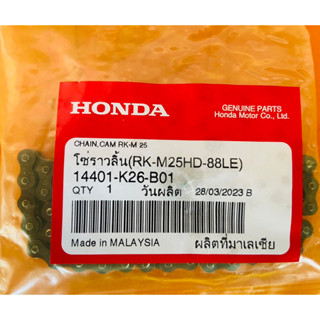 HONDA
GENUINE PARTS
Honda Motor Co., Ltd.
CHAIN,CAM RK-M 25
โซ่ราวลิ้น(RK-M25HD-88LE)
14401-K26-B01
QTY 1 วันผลิต 28/03/2023 B
Made in MALAYSIA ผลิตที่มาเลเซีย